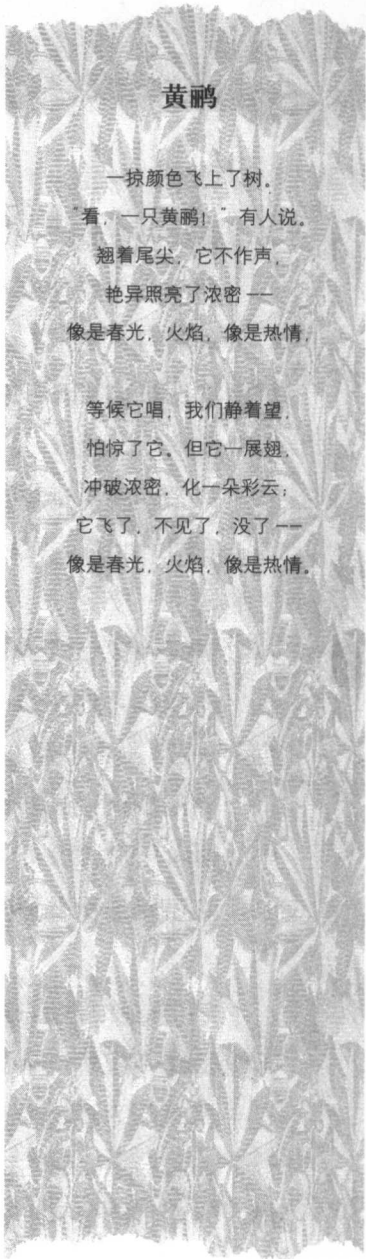 黄鹂
一掠颜色飞上了树。
“看，一只黄鹂！”有人说。
翘着尾尖，它不作声，
艳异照亮了浓密——
像是春光，火焰，像是热情，
等候它唱，我们静着望，
怕惊了它。但它一展翅，
冲破浓密，化一朵彩云；
它飞了，不见了，没了——
像是春光，火焰，像是热情。